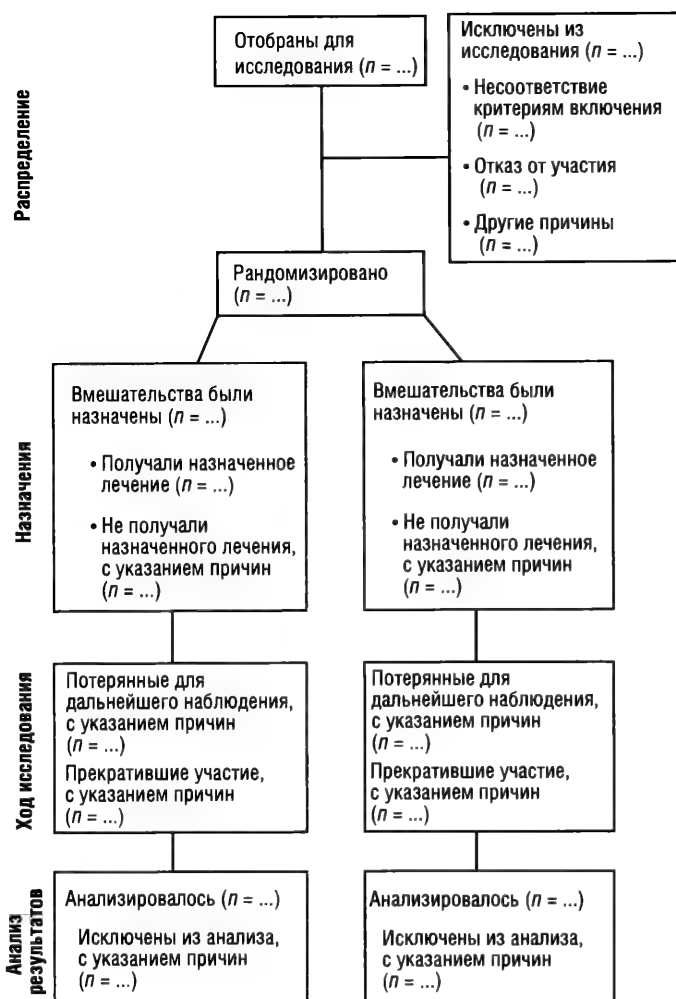 Распределение
Отобраны для
исследования (n = ...)
Исключены из
исследования (n = ...)
• Несоответствие
критериям включения
(n = ...)
• Отказ от участия
(n = ...)
• Другие причины
(n = ...)
Рандомизировано
(n = ...)
Назначения
Вмешательства были
назначены (n = ...)
• Получали назначенное
лечение (n = ...)
• Не получали
назначенного лечения,
с указанием причин
(n = ...)
Вмешательства были
назначены (n = ...)
• Получали назначенное
лечение (n = ...)
• Не получали
назначенного лечения,
с указанием причин
(n = ...)
Ход исследования
Потерянные для
дальнейшего наблюдения,
с указанием причин
(n = ...)
Прекратившие участие,
с указанием причин
(n = ...)
Потерянные для
дальнейшего наблюдения,
с указанием причин
(n = ...)
Прекратившие участие,
с указанием причин
(n = ...)
Анализ
результатов
Анализировалось (n = ...)
Исключены из анализа,
с указанием причин
(n = ...)
Анализировалось (n = ...)
Исключены из анализа,
с указанием причин
(n = ...)